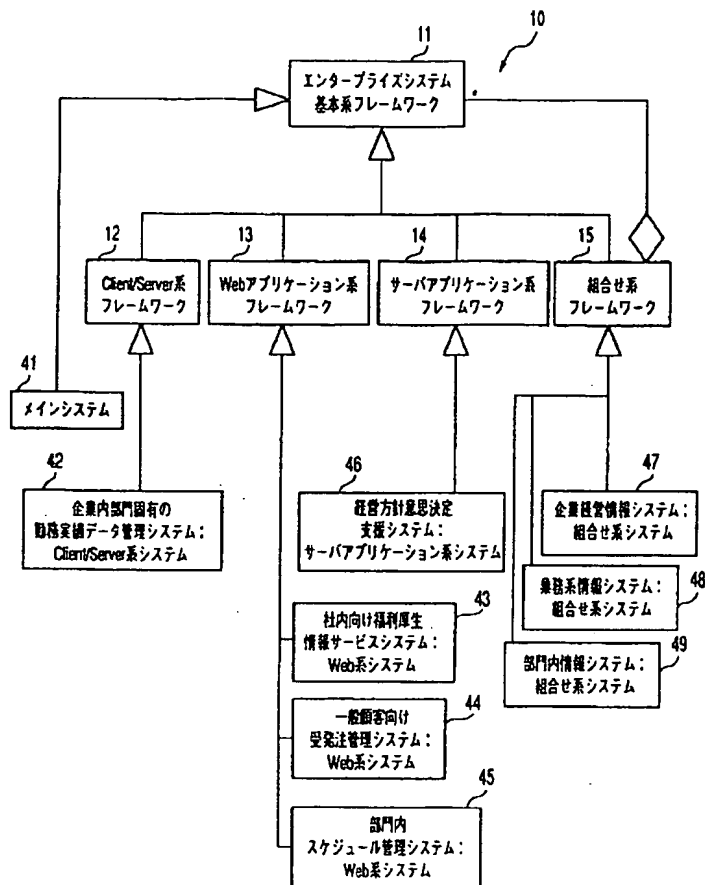 10
11
エンタープライズシステム
基本系フレームワーク
12
Client/Server系
フレームワーク
13
Webアプリケーション系
フレームワーク
14
サーバアプリケーション系
フレームワーク
15
組合せ系
フレームワーク
41
メインシステム
42
企業内部門固有の
勤務実績データ管理システム:
Client/Server系システム
46
経営方針意思決定
支援システム:
サーバアプリケーション系システム
47
企業経営情報システム:
組合せ系システム
業務系情報システム:
組合せ系システム
48
部門内情報システム:
組合せ系システム
49
43
社内向け福利厚生
情報サービスシステム:
Web系システム
44
一般顧客向け
受発注管理システム:
Web系システム
45
部門内
スケジュール管理システム:
Web系システム